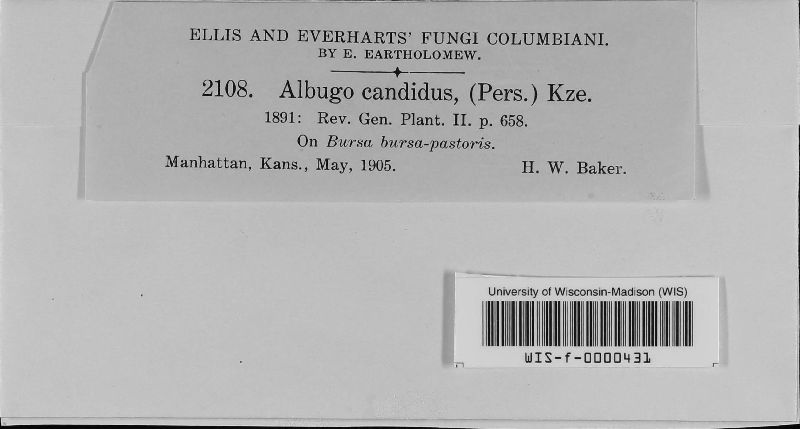 ELLIS AND EVERHARTS' FUNGI COLUMBIANI.
BY E. EARTHOLOMEW.
2108. Albugo candidus, (Pers.) Kze.
1891: Rev. Gen. Plant. II. p. 658.
On Bursa bursa-pastoris.
Manhattan, Kans., May, 1905. H. W. Baker.
University of Wisconsin-Madison (WIS)
WIS-f-0000431